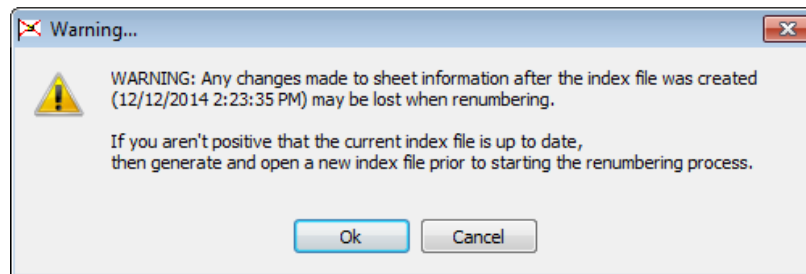 Warning...
WARNING: Any changes made to sheet information after the index file was created
(12/12/2014 2:23:35 PM) may be lost when renumbering.
If you aren't positive that the current index file is up to date,
then generate and open a new index file prior to starting the renumbering process.
Ok
Cancel